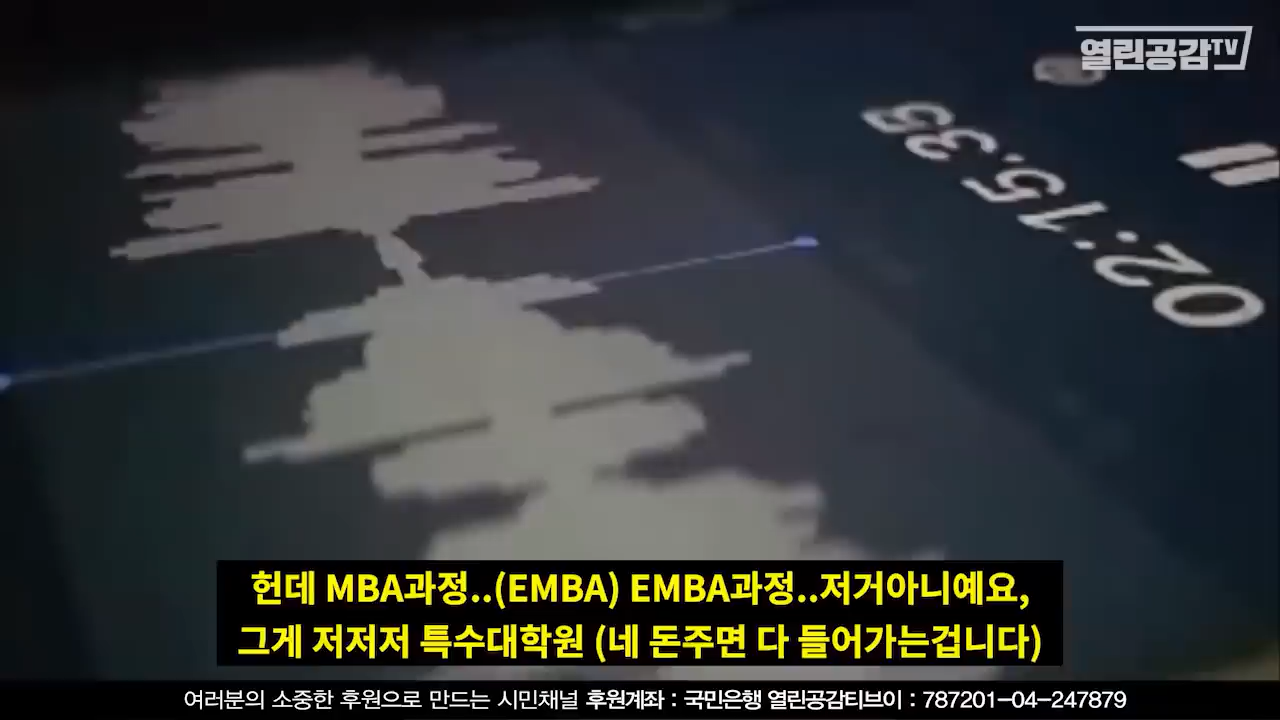 열린공감TV
02:15.35
헌데 MBA과정..(EMBA) EMBA과정..저거아니예요,
그게 저저저 특수대학원 (네 돈주면 다 들어가는겁니다)
여러분의 소중한 후원으로 만드는 시민채널 후원계좌 : 국민은행 열린공감티브이 : 787201-04-247879